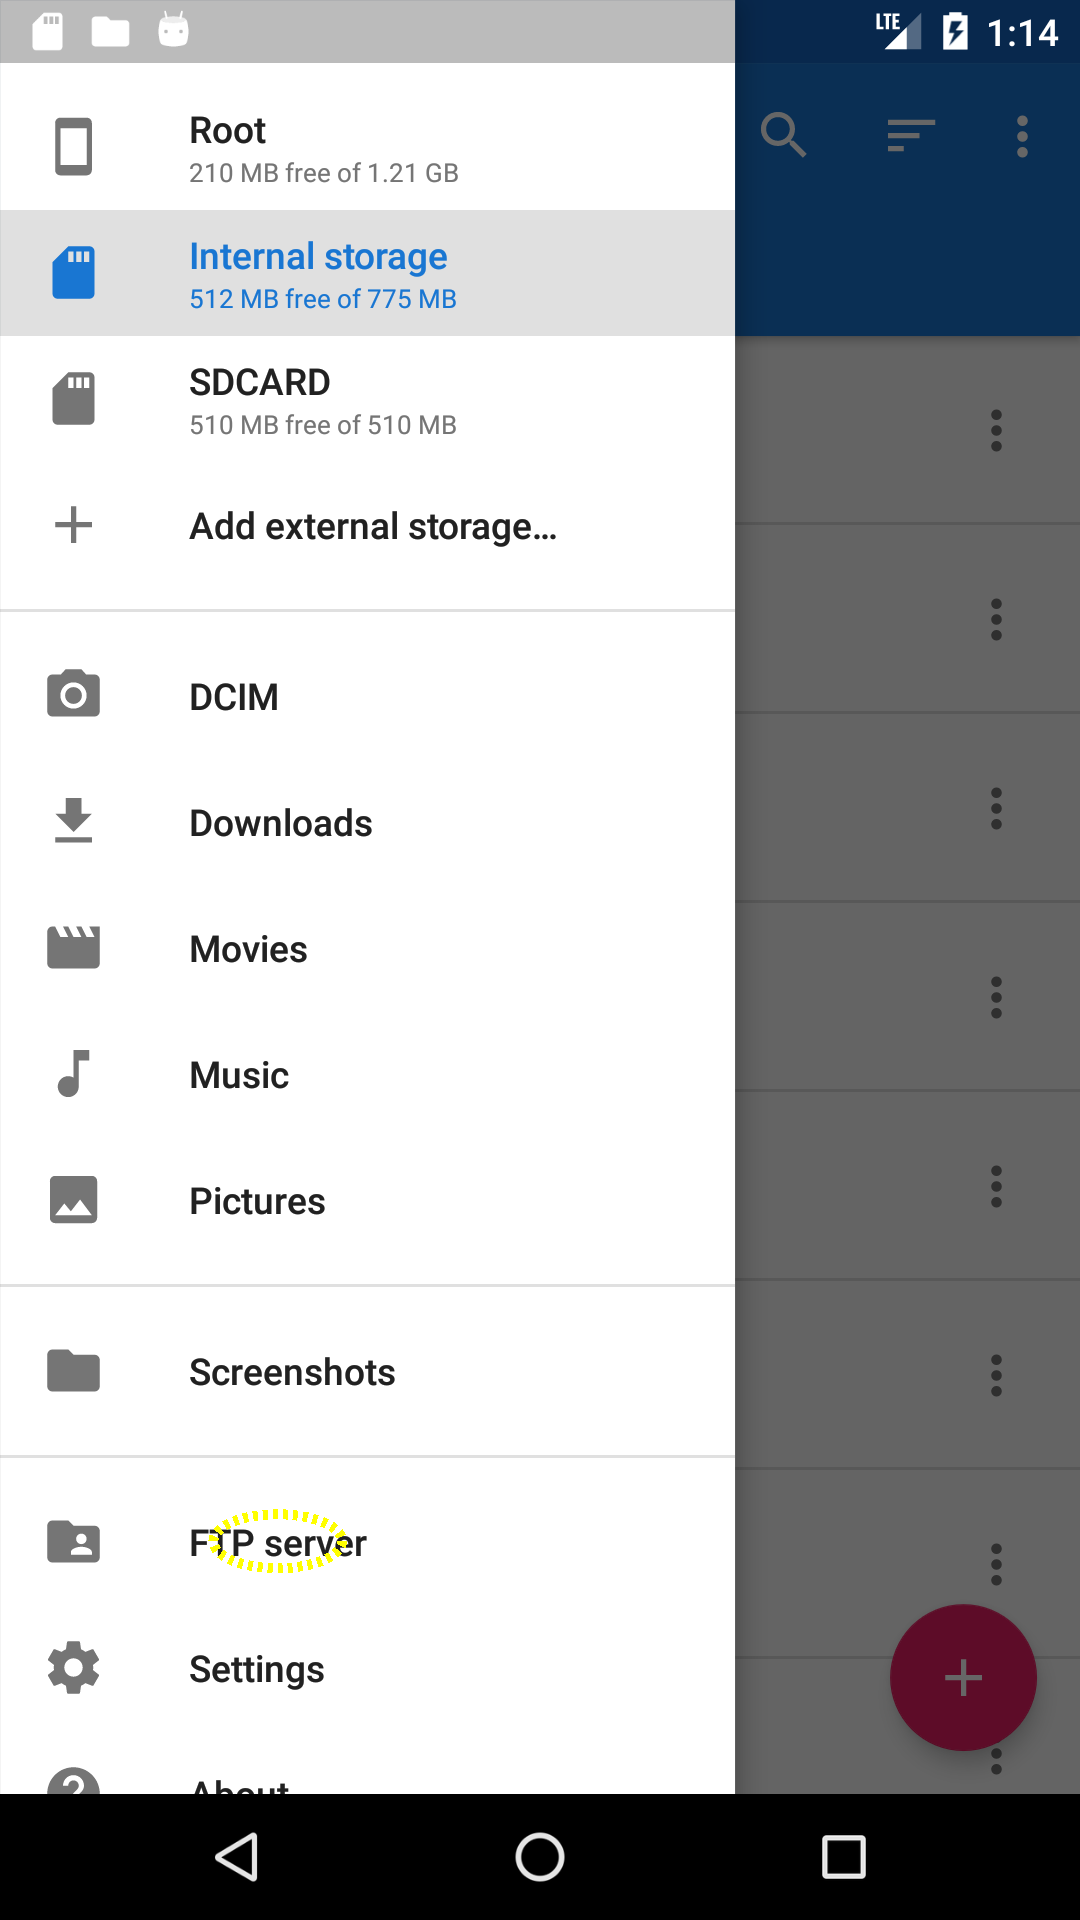 LTE 1:14
Root
210 MB free of 1.21 GB
Internal storage
512 MB free of 775 MB
SDCARD
510 MB free of 510 MB
Add external storage...
DCIM
Downloads
Movies
Music
Pictures
Screenshots
FTP server
Settings
About